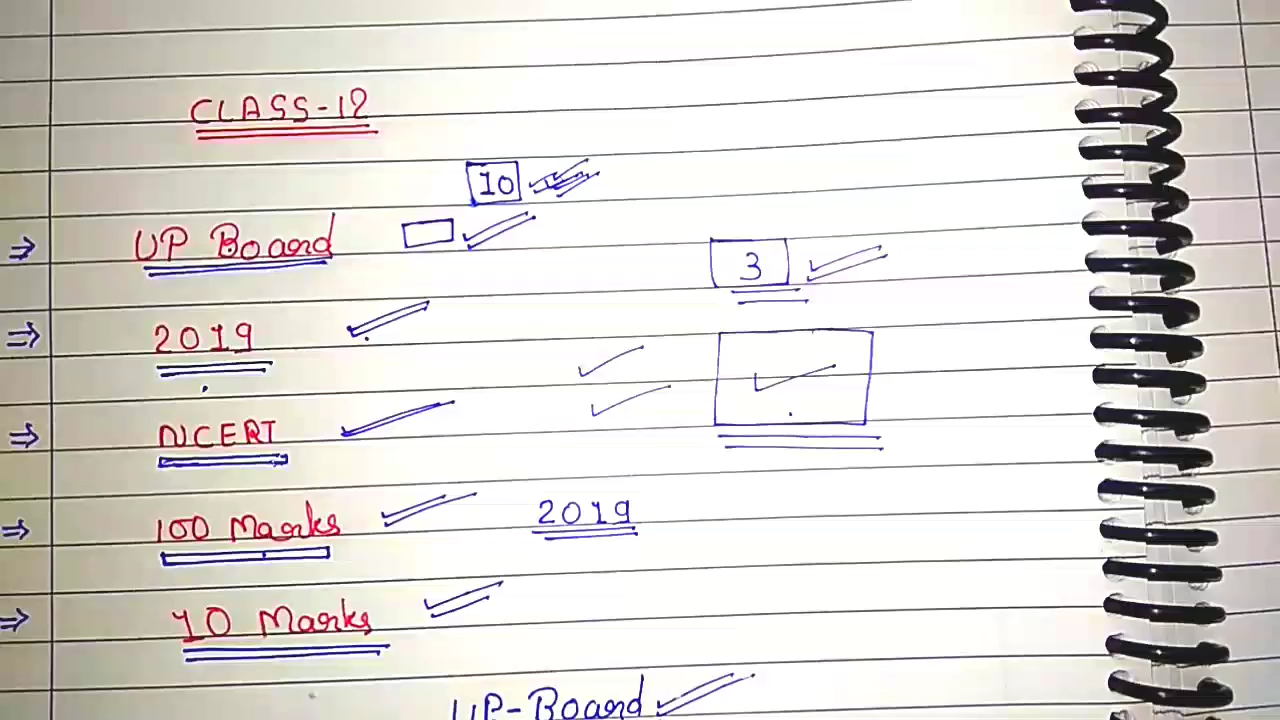 CLASS-12
10
⇒ UP Board
3
⇒ 2019
⇒ NCERT
⇒ 100 Marks
2019
⇒ 10 Marks
UP-Board